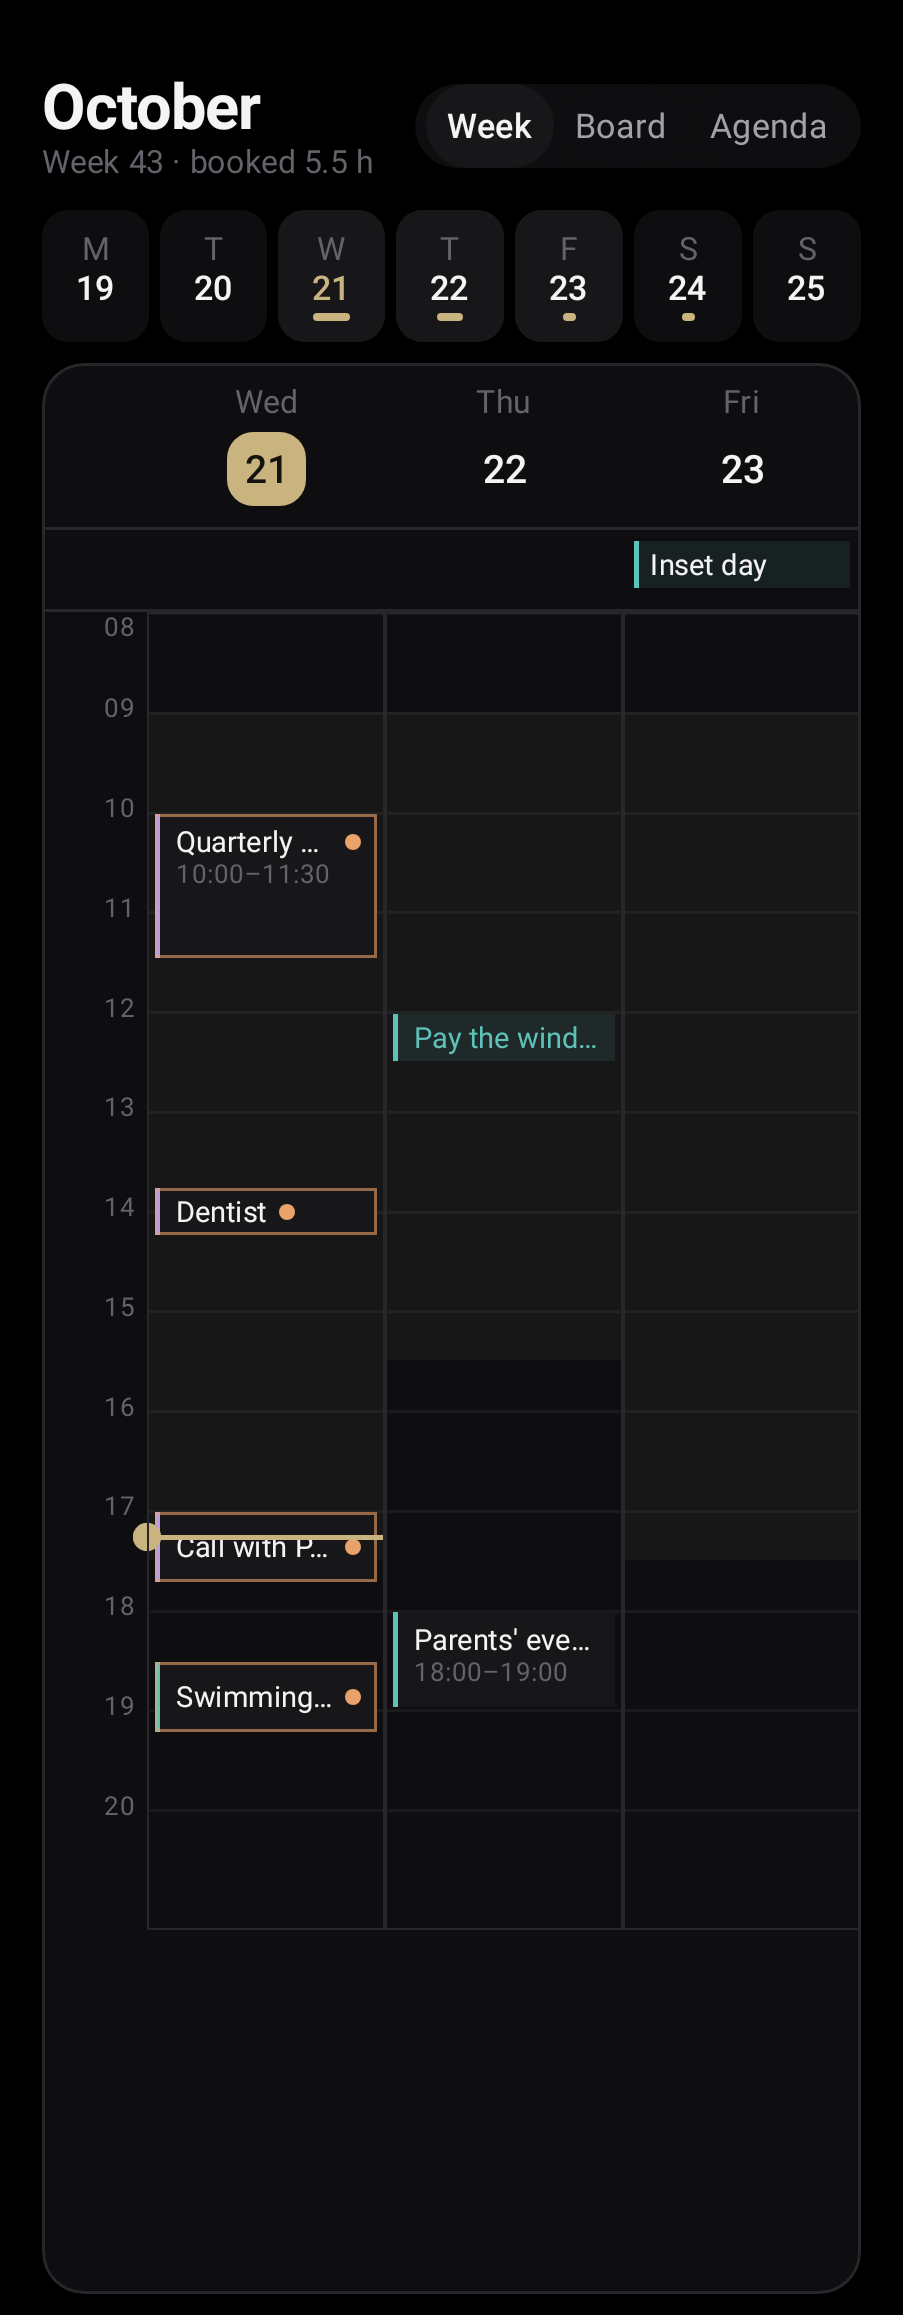 October
Week 43 · booked 5.5 h
Week Board Agenda
M T W T F S S
19 20 21 22 23 24 25
Wed Thu Fri
21 22 23
Inset day
08
09
10
Quarterly ...
10:00–11:30
11
12
Pay the wind...
13
14
Dentist
15
16
17
Call with P...
18
Parents' eve...
18:00–19:00
Swimming...
19
20